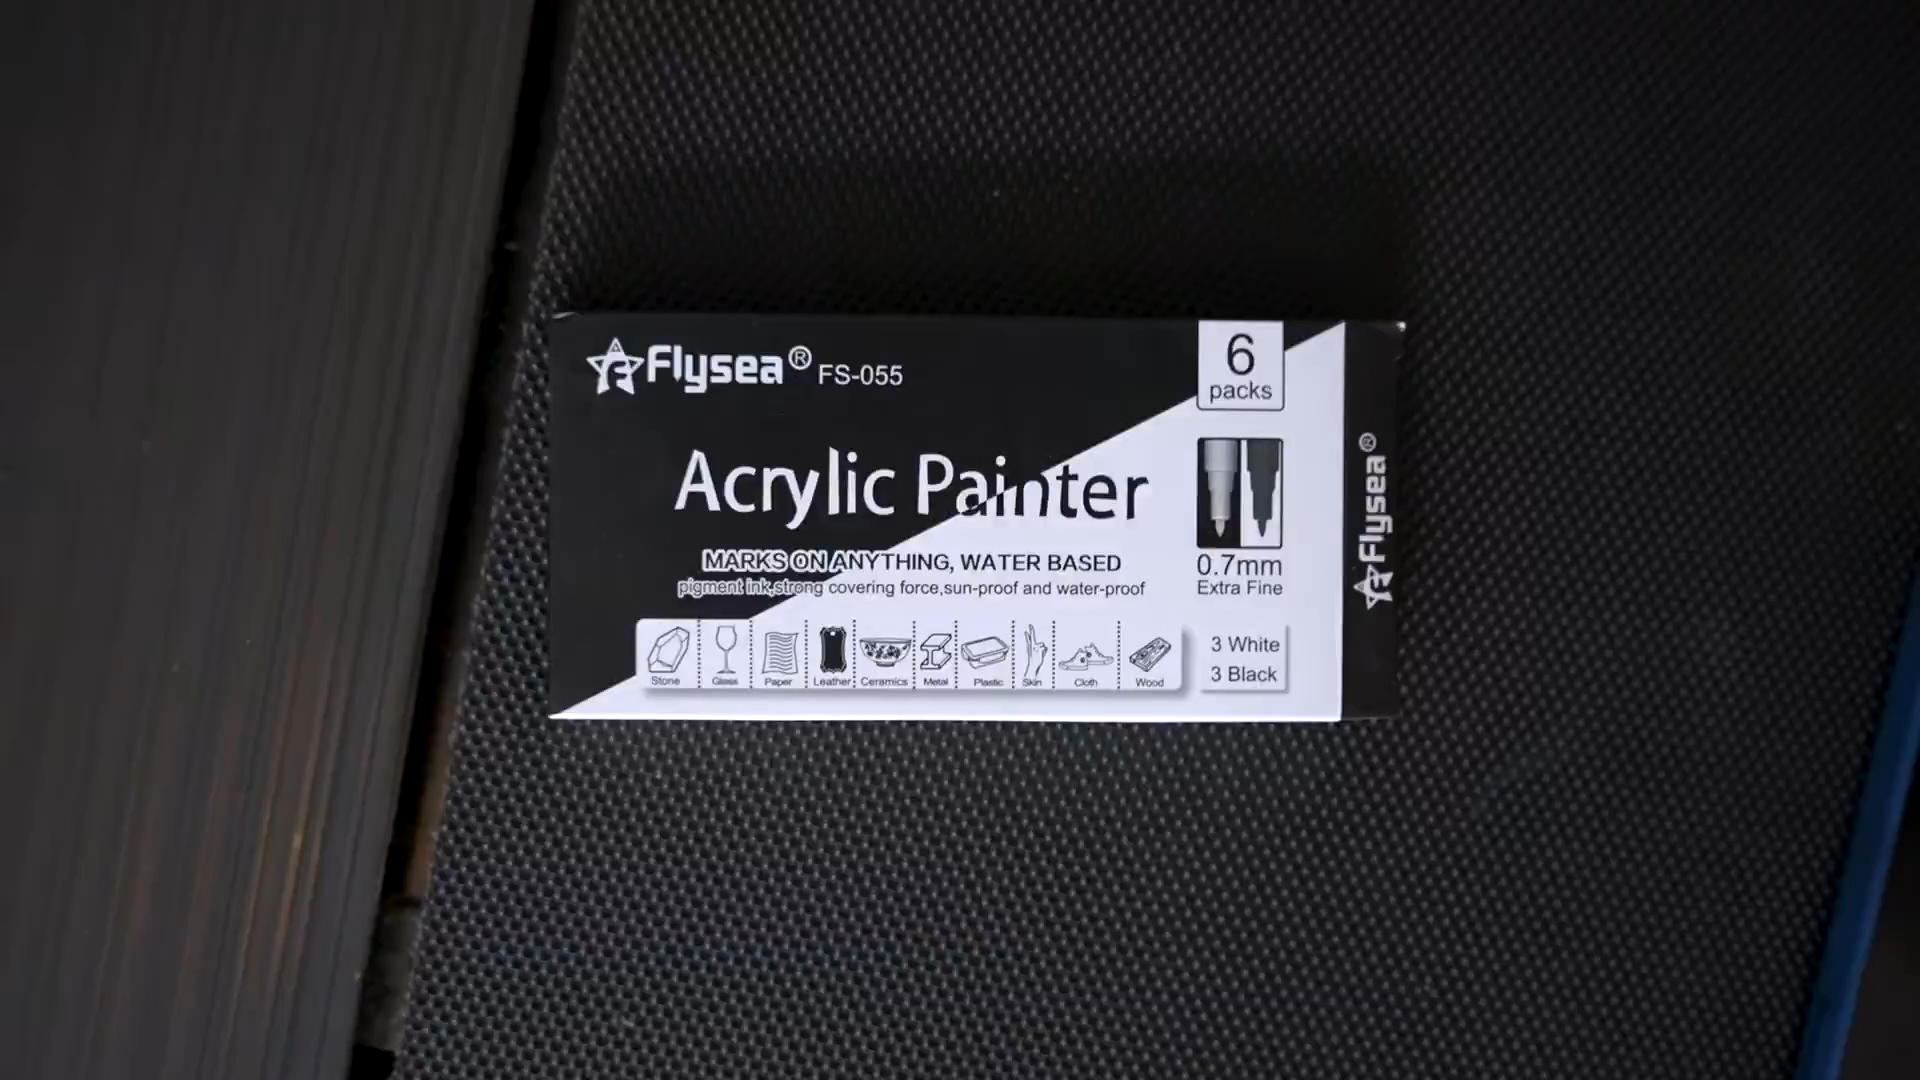 Flysea® FS-055
6
packs
Acrylic Painter
MARKS ON ANYTHING, WATER BASED
pigment ink,strong covering force,sun-proof and water-proof
0.7mm
Extra Fine
Stone Glass Paper Leather Ceramics Metal Plastic Skin Cloth Wood
3 White
3 Black
Flysea®